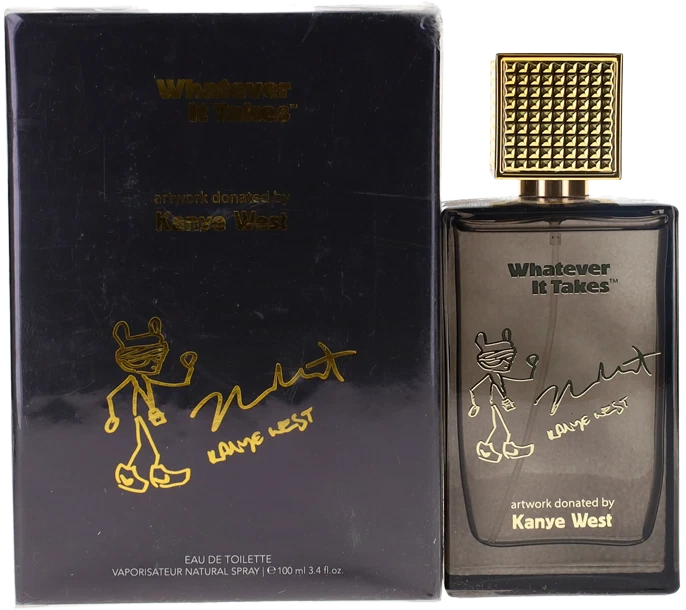 Whatever
It Takes™
artwork donated by
Kanye West
KANYE WEST
EAU DE TOILETTE
VAPORISATEUR NATURAL SPRAY | ℮100 ml 3.4 fl.oz.
Whatever
It Takes™
KANYE WEST
artwork donated by
Kanye West